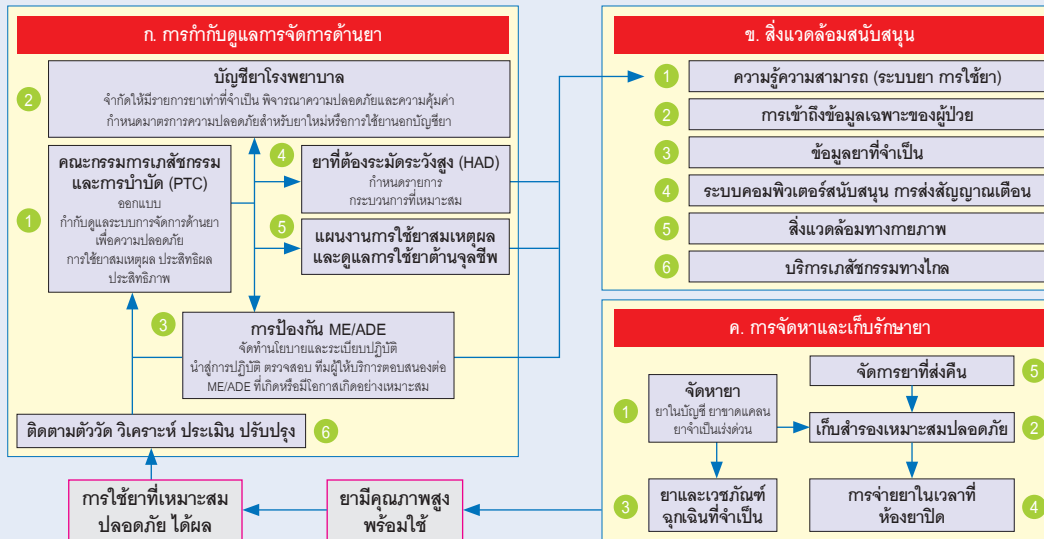 ก. การกำกับดูแลการจัดการด้านยา
2
บัญชียาโรงพยาบาล
จำกัดให้มีรายการยาเท่าที่จำเป็น พิจารณาความปลอดภัยและความคุ้มค่า
กำหนดมาตรการความปลอดภัยสำหรับยาใหม่หรือการใช้ยานอกบัญชียา
1
คณะกรรมการเภสัชกรรม
และการบำบัด (PTC)
ออกแบบ
กำกับดูแลระบบการจัดการด้านยา
เพื่อความปลอดภัย
การใช้ยาสมเหตุผล ประสิทธิผล
ประสิทธิภาพ
4
ยาที่ต้องระมัดระวังสูง (HAD)
กำหนดรายการ
กระบวนการที่เหมาะสม
5
แผนงานการใช้ยาสมเหตุผล
และดูแลการใช้ยาต้านจุลชีพ
3
การป้องกัน ME/ADE
จัดทำนโยบายและระเบียบปฏิบัติ
นำสู่การปฏิบัติ ตรวจสอบ ทีมผู้ให้บริการตอบสนองต่อ
ME/ADE ที่เกิดหรือมีโอกาสเกิดอย่างเหมาะสม
ติดตามตัววัด วิเคราะห์ ประเมิน ปรับปรุง 6
การใช้ยาที่เหมาะสม
ปลอดภัย ได้ผล
ยามีคุณภาพสูง
พร้อมใช้
ข. สิ่งแวดล้อมสนับสนุน
1 ความรู้ความสามารถ (ระบบยา การใช้ยา)
2 การเข้าถึงข้อมูลเฉพาะของผู้ป่วย
3 ข้อมูลยาที่จำเป็น
4 ระบบคอมพิวเตอร์สนับสนุน การส่งสัญญาณเตือน
5 สิ่งแวดล้อมทางกายภาพ
6 บริการเภสัชกรรมทางไกล
ค. การจัดหาและเก็บรักษายา
1
จัดหายา
ยาในบัญชี ยาขาดแคลน
ยาจำเป็นเร่งด่วน
จัดการยาที่ส่งคืน 5
เก็บสำรองเหมาะสมปลอดภัย 2
3
ยาและเวชภัณฑ์
ฉุกเฉินที่จำเป็น
การจ่ายยาในเวลาที่
ห้องยาปิด
4